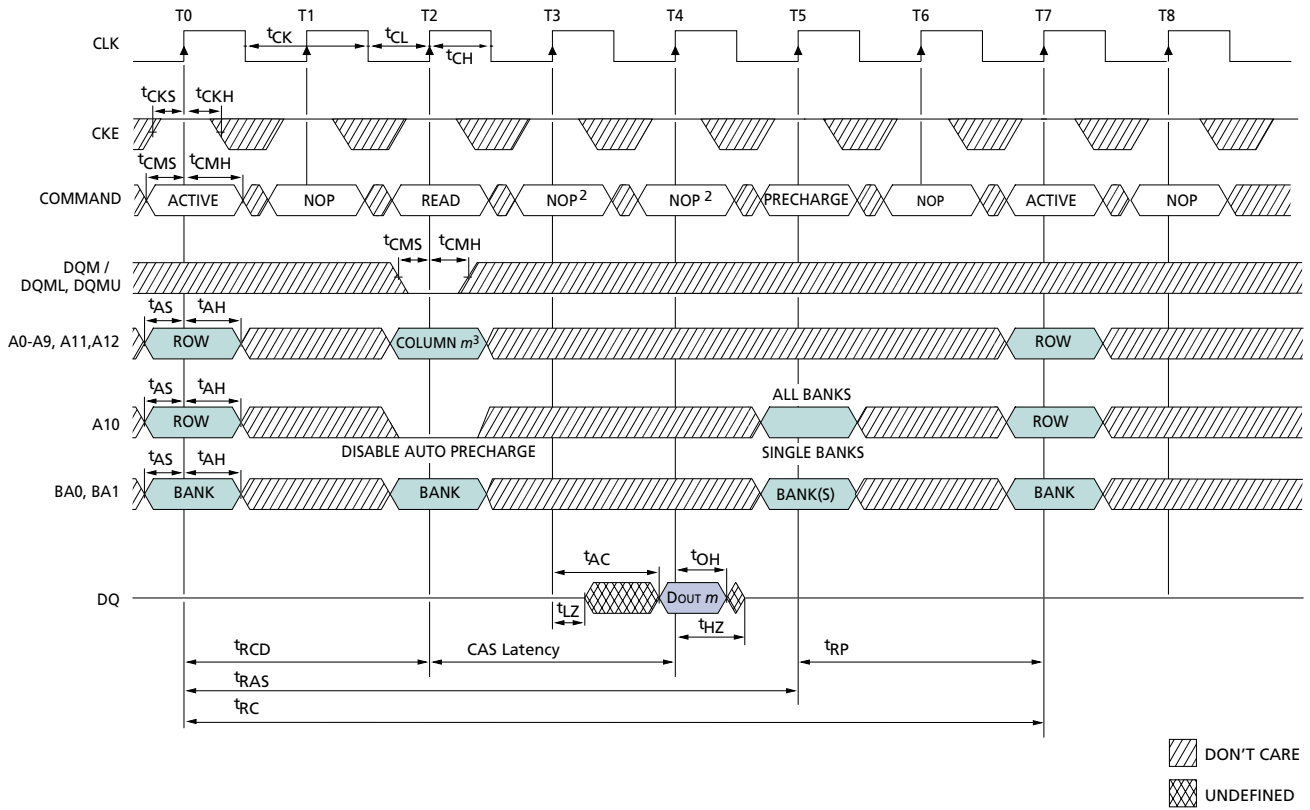 T0 T1 T2 T3 T4 T5 T6 T7 T8
CLK tCK tCL tCH
tCKS tCKH
CKE
tCMS tCMH
COMMAND ACTIVE NOP READ NOP2 NOP 2 PRECHARGE NOP ACTIVE NOP
tCMS tCMH
DQM /
DQML, DQMU
tAS tAH
A0-A9, A11,A12 ROW COLUMN m3 ROW
tAS tAH ALL BANKS
A10 ROW ROW
DISABLE AUTO PRECHARGE SINGLE BANKS
tAS tAH
BA0, BA1 BANK BANK BANK(S) BANK
tAC tOH
DQ DOUT m
tLZ tHZ
tRCD CAS Latency tRP
tRAS
tRC
DON'T CARE
UNDEFINED